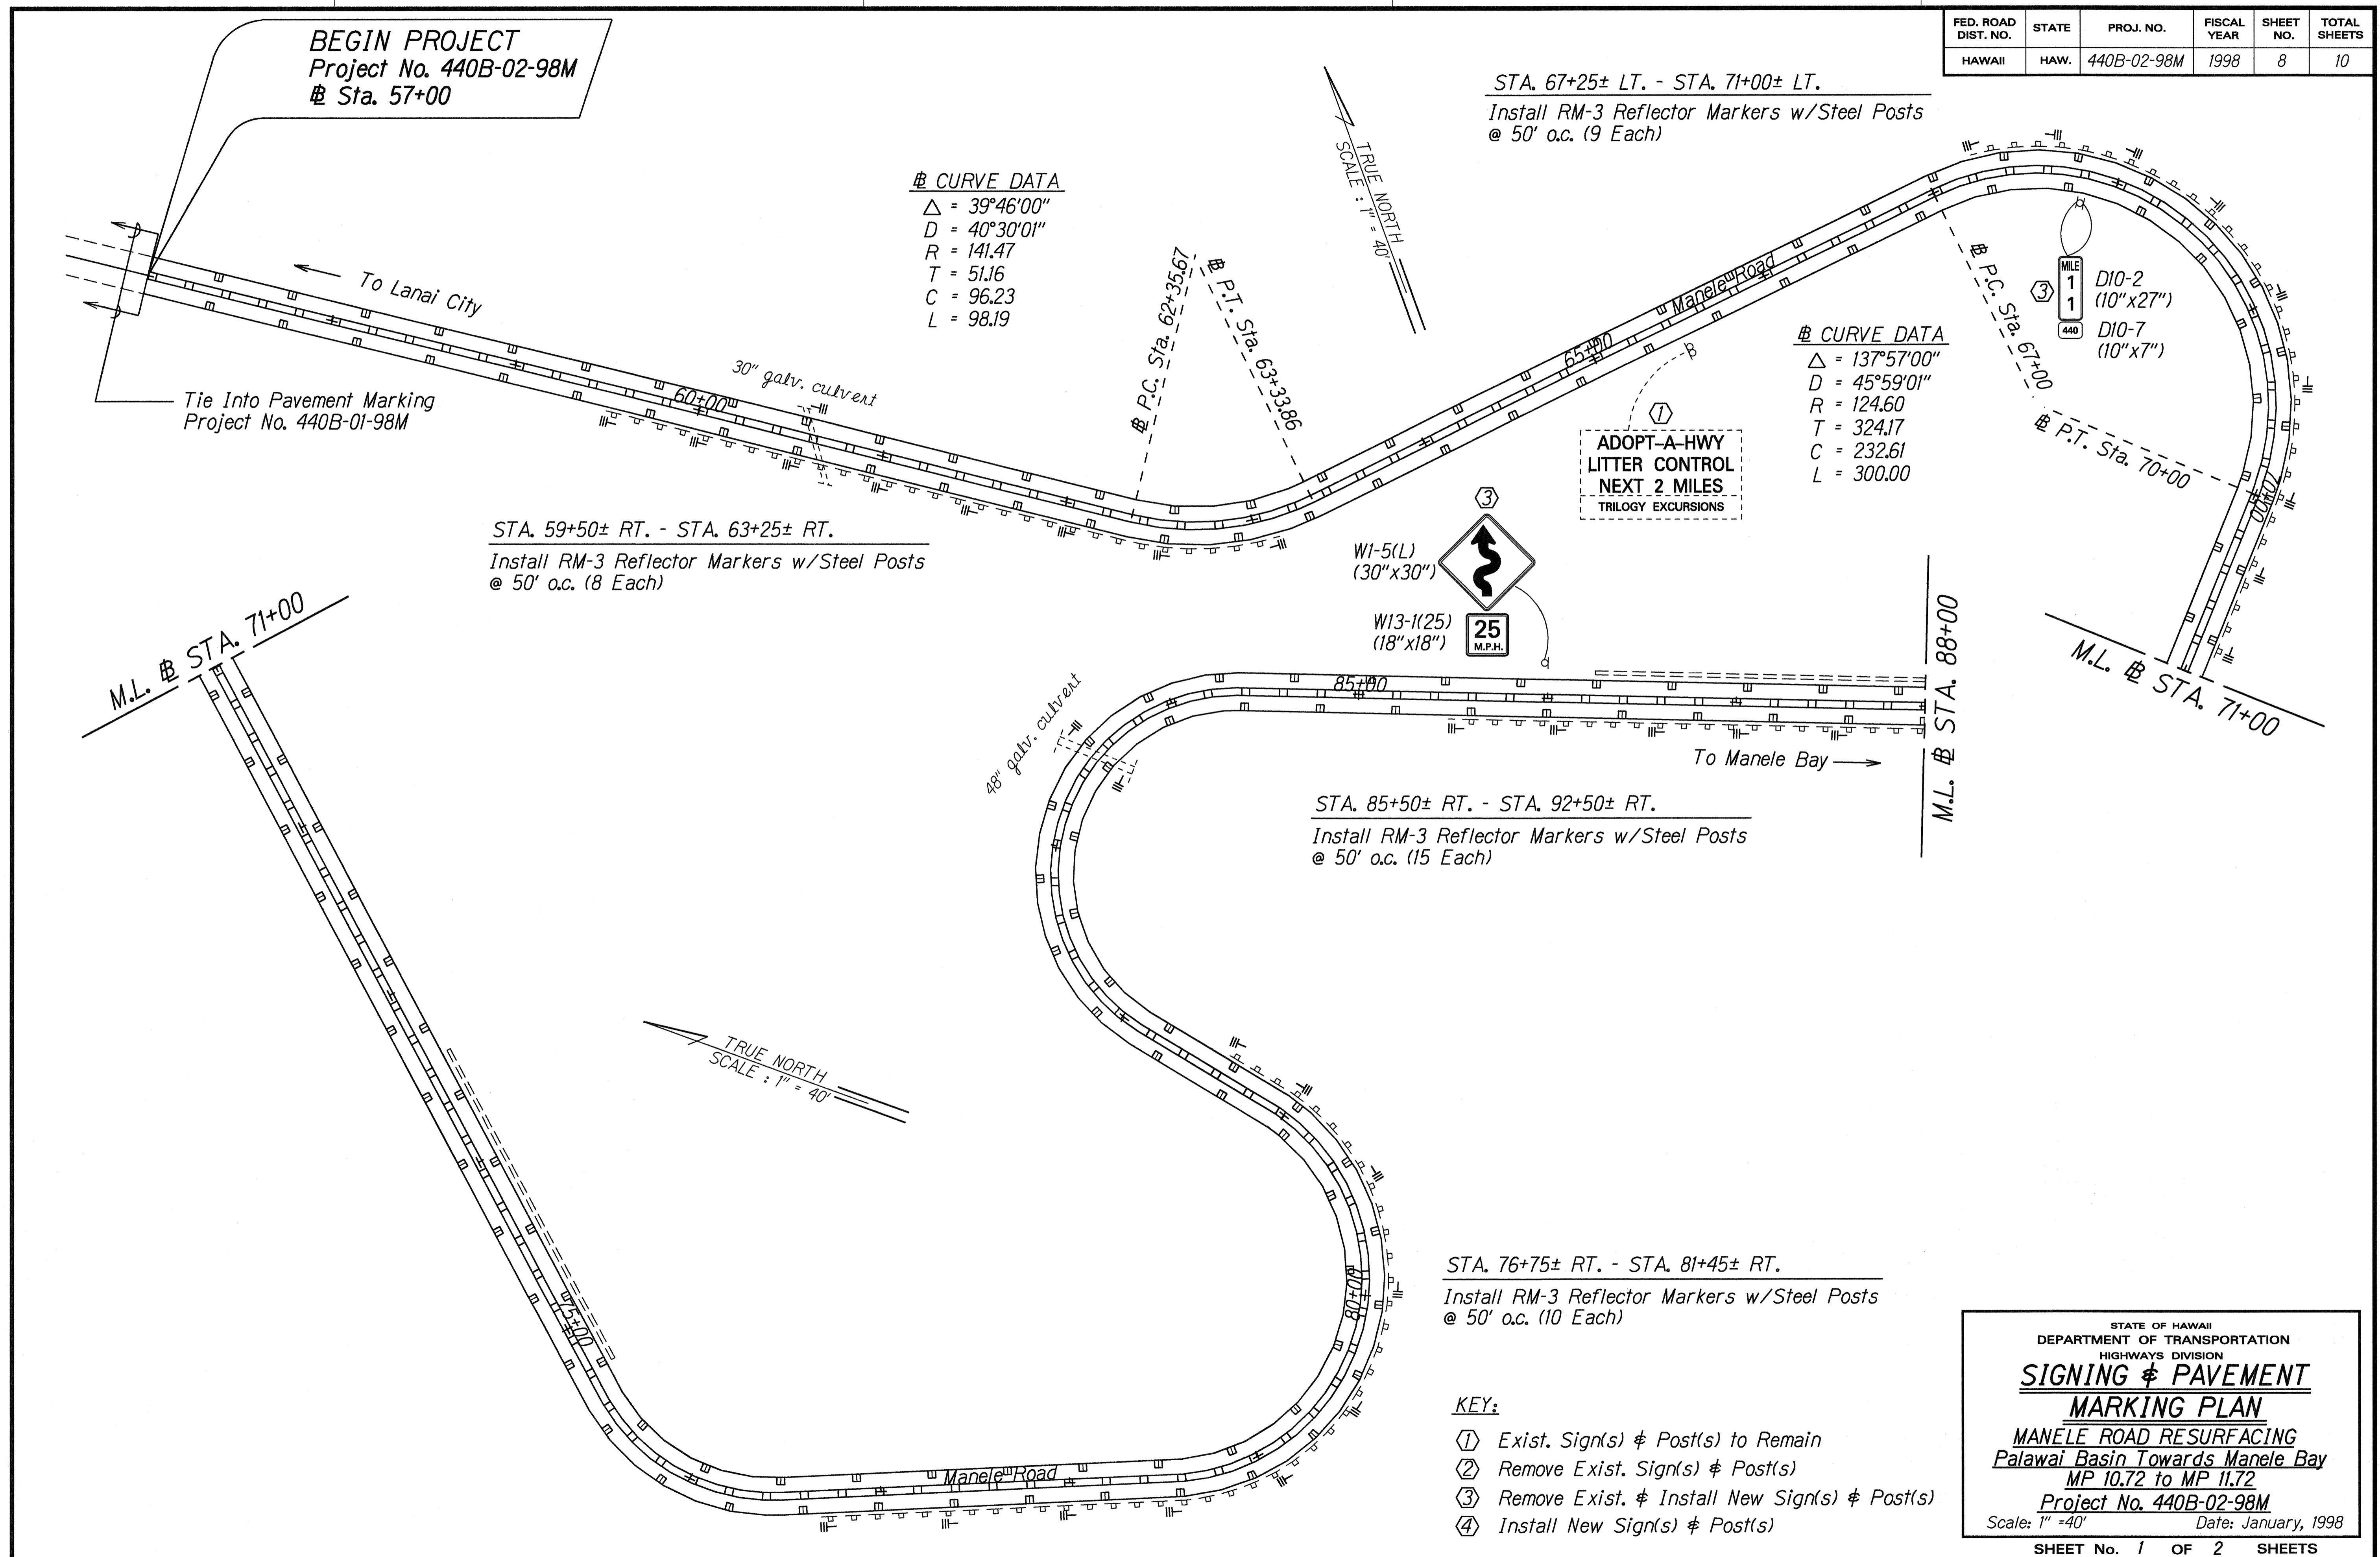 BEGIN PROJECT
Project No. 440B-02-98M
℄ Sta. 57+00
FED. ROAD DIST. NO.
STATE
PROJ. NO.
FISCAL YEAR
SHEET NO.
TOTAL SHEETS
HAWAII
HAW.
440B-02-98M
1998
8
10
STA. 67+25± LT. - STA. 71+00± LT.
Install RM-3 Reflector Markers w/Steel Posts
@ 50' o.c. (9 Each)
TRUE NORTH
SCALE : 1" = 40'
BL CURVE DATA
△ = 39°46'00"
D = 40°30'01"
R = 141.47
T = 51.16
C = 96.23
L = 98.19
To Lanai City
Tie Into Pavement Marking
Project No. 440B-01-98M
30" galv. culvert
60+00
BL P.C. Sta. 62+35.67
BL P.T. Sta. 63+33.86
65+00
Manele Road
BL P.C. Sta. 67+00
BL P.T. Sta. 70+00
70+00
MILE
1
1
440
3
D10-2
(10"x27")
D10-7
(10"x7")
BL CURVE DATA
△ = 137°57'00"
D = 45°59'01"
R = 124.60
T = 324.17
C = 232.61
L = 300.00
1
ADOPT-A-HWY
LITTER CONTROL
NEXT 2 MILES
TRILOGY EXCURSIONS
STA. 59+50± RT. - STA. 63+25± RT.
Install RM-3 Reflector Markers w/Steel Posts
@ 50' o.c. (8 Each)
3
W1-5(L)
(30"x30")
W13-1(25)
(18"x18")
25
M.P.H.
M.L. BL STA. 71+00
M.L. BL STA. 71+00
M.L. BL STA. 88+00
48" galv. culvert
85+00
To Manele Bay
STA. 85+50± RT. - STA. 92+50± RT.
Install RM-3 Reflector Markers w/Steel Posts
@ 50' o.c. (15 Each)
TRUE NORTH
SCALE : 1" = 40'
75+00
80+00
Manele Road
STA. 76+75± RT. - STA. 81+45± RT.
Install RM-3 Reflector Markers w/Steel Posts
@ 50' o.c. (10 Each)
KEY:
1 Exist. Sign(s) & Post(s) to Remain
2 Remove Exist. Sign(s) & Post(s)
3 Remove Exist. & Install New Sign(s) & Post(s)
4 Install New Sign(s) & Post(s)
STATE OF HAWAII
DEPARTMENT OF TRANSPORTATION
HIGHWAYS DIVISION
SIGNING & PAVEMENT
MARKING PLAN
MANELE ROAD RESURFACING
Palawai Basin Towards Manele Bay
MP 10.72 to MP 11.72
Project No. 440B-02-98M
Scale: 1" =40' Date: January, 1998
SHEET No. 1 OF 2 SHEETS